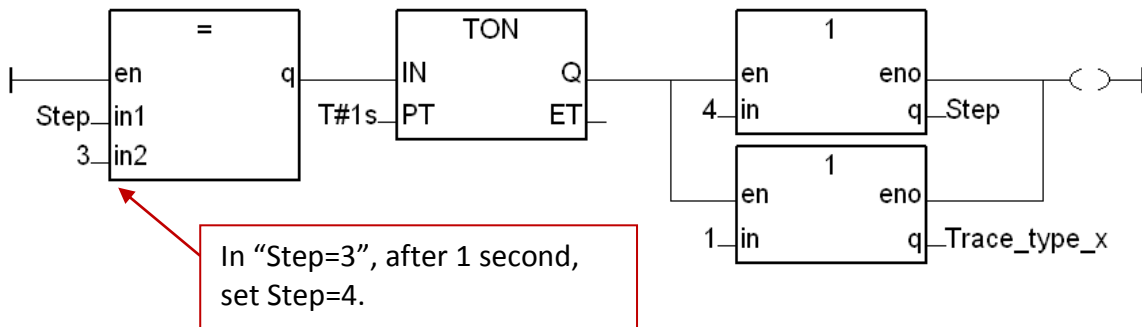 =
en q
Step in1
3 in2
TON
IN Q
T#1s PT ET
1
en eno
4 in q Step
1
en eno
1 in q Trace_type_x
In “Step=3”, after 1 second,
set Step=4.